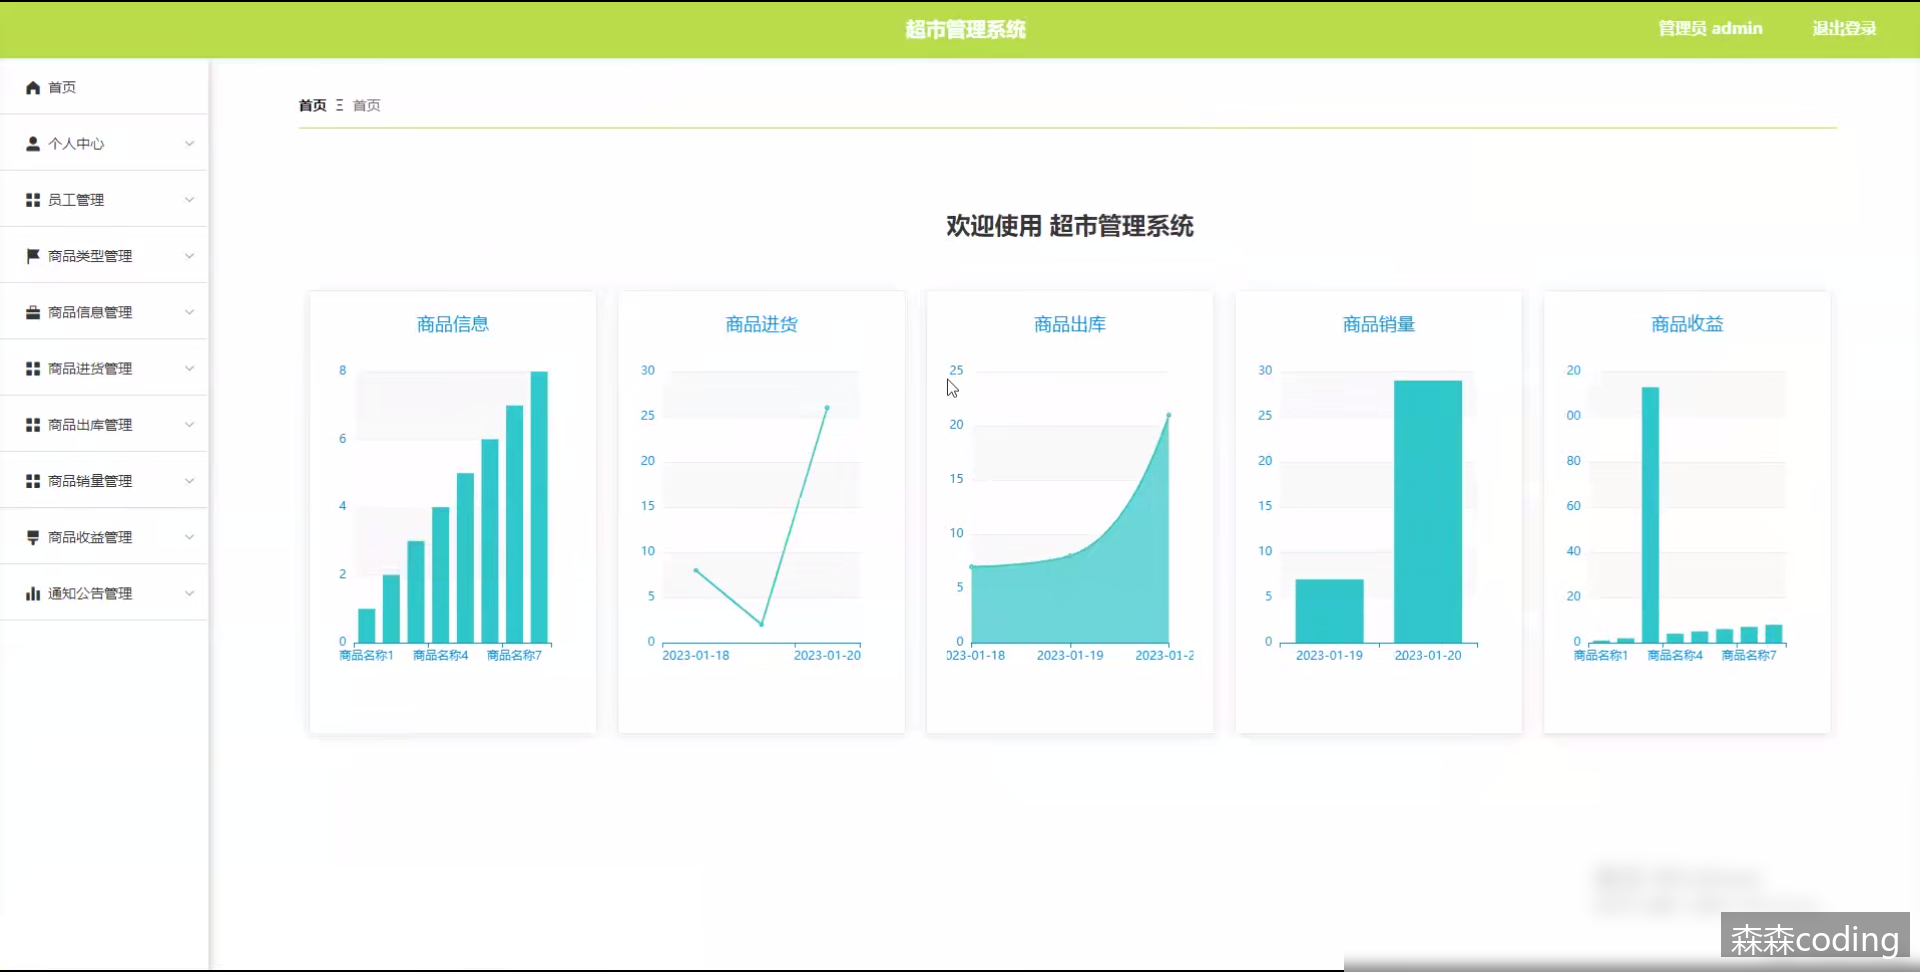 超市管理系统
管理员 admin
退出登录
首页
个人中心
员工管理
商品类型管理
商品信息管理
商品进货管理
商品出库管理
商品销量管理
商品收益管理
通知公告管理
首页 Ξ 首页
欢迎使用 超市管理系统
商品信息
8
6
4
2
0
商品名称1 商品名称4 商品名称7
商品进货
30
25
20
15
10
5
0
2023-01-18 2023-01-20
商品出库
25
20
15
10
5
0
023-01-18 2023-01-19 2023-01-2
商品销量
30
25
20
15
10
5
0
2023-01-19 2023-01-20
商品收益
20
00
80
60
40
20
0
商品名称1 商品名称4 商品名称7
森森coding